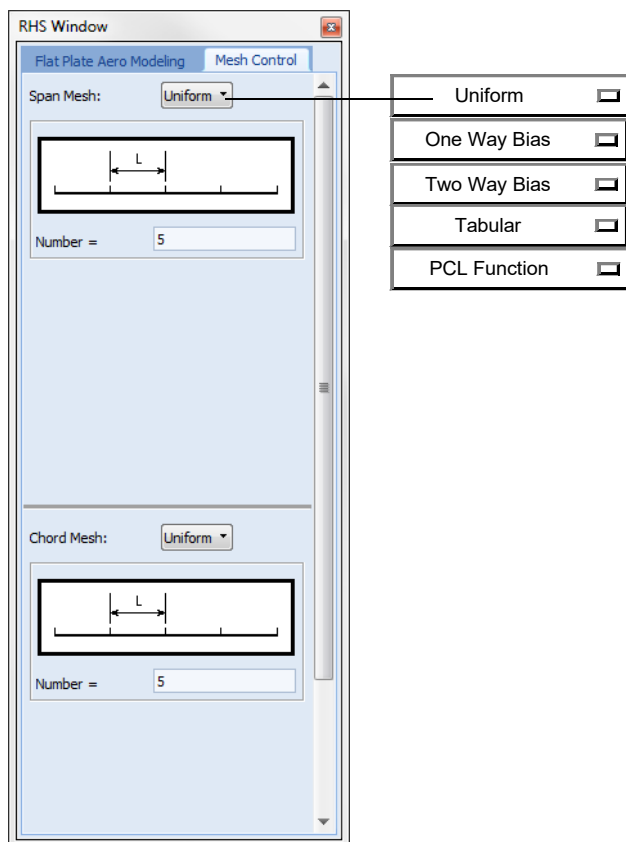 RHS Window
Flat Plate Aero Modeling Mesh Control
Span Mesh: Uniform
L
Number = 5
Chord Mesh: Uniform
L
Number = 5
Uniform
One Way Bias
Two Way Bias
Tabular
PCL Function